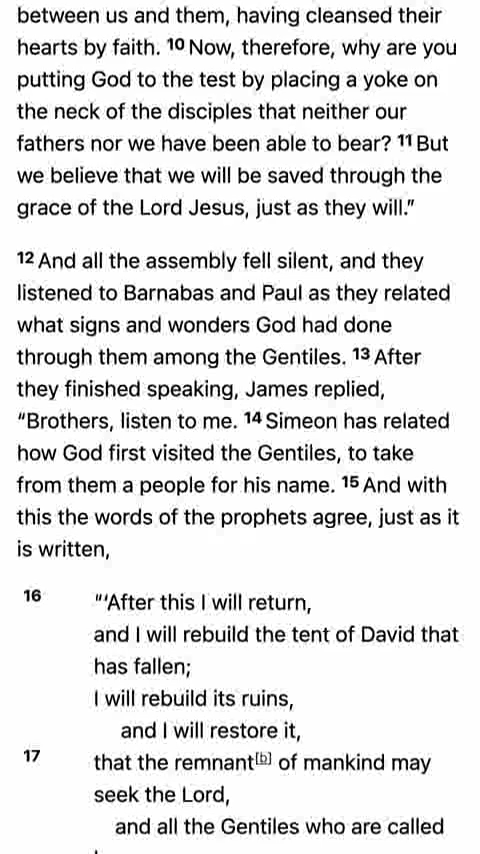 between us and them, having cleansed their
hearts by faith. 10 Now, therefore, why are you
putting God to the test by placing a yoke on
the neck of the disciples that neither our
fathers nor we have been able to bear? 11 But
we believe that we will be saved through the
grace of the Lord Jesus, just as they will.”
12 And all the assembly fell silent, and they
listened to Barnabas and Paul as they related
what signs and wonders God had done
through them among the Gentiles. 13 After
they finished speaking, James replied,
“Brothers, listen to me. 14 Simeon has related
how God first visited the Gentiles, to take
from them a people for his name. 15 And with
this the words of the prophets agree, just as it
is written,
16 “‘After this I will return,
and I will rebuild the tent of David that
has fallen;
I will rebuild its ruins,
and I will restore it,
17 that the remnant[b] of mankind may
seek the Lord,
and all the Gentiles who are called